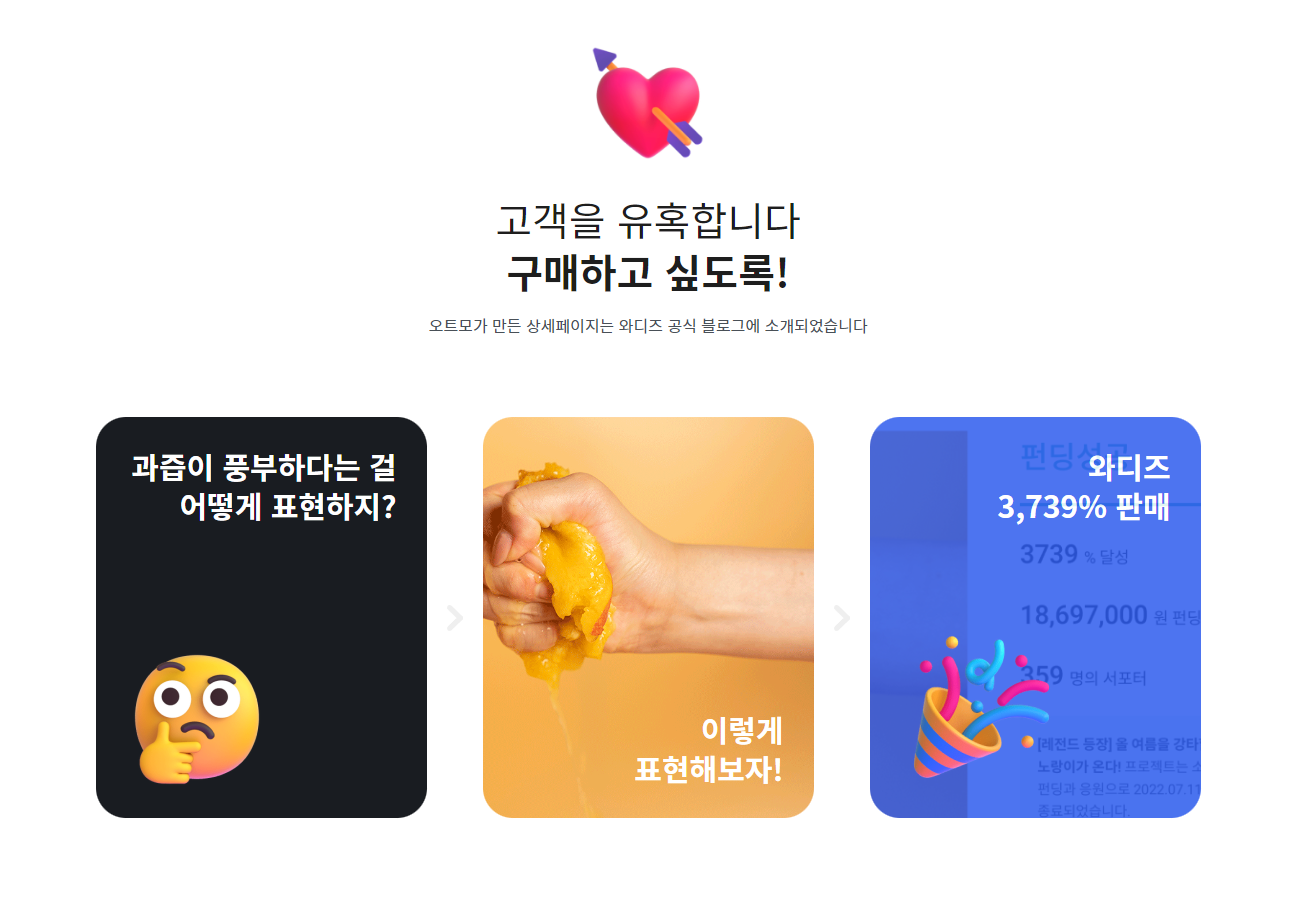 고객을 유혹합니다
구매하고 싶도록!
오트모가 만든 상세페이지는 와디즈 공식 블로그에 소개되었습니다
과즙이 풍부하다는 걸
어떻게 표현하지?
이렇게
표현해보자!
와디즈
3,739% 판매
펀딩성공
3739 % 달성
18,697,000 원 펀딩
359 명의 서포터
[레전드 등장] 올 여름을 강타
노랑이가 온다! 프로젝트는 소
펀딩과 응원으로 2022.07.11
종료되었습니다.